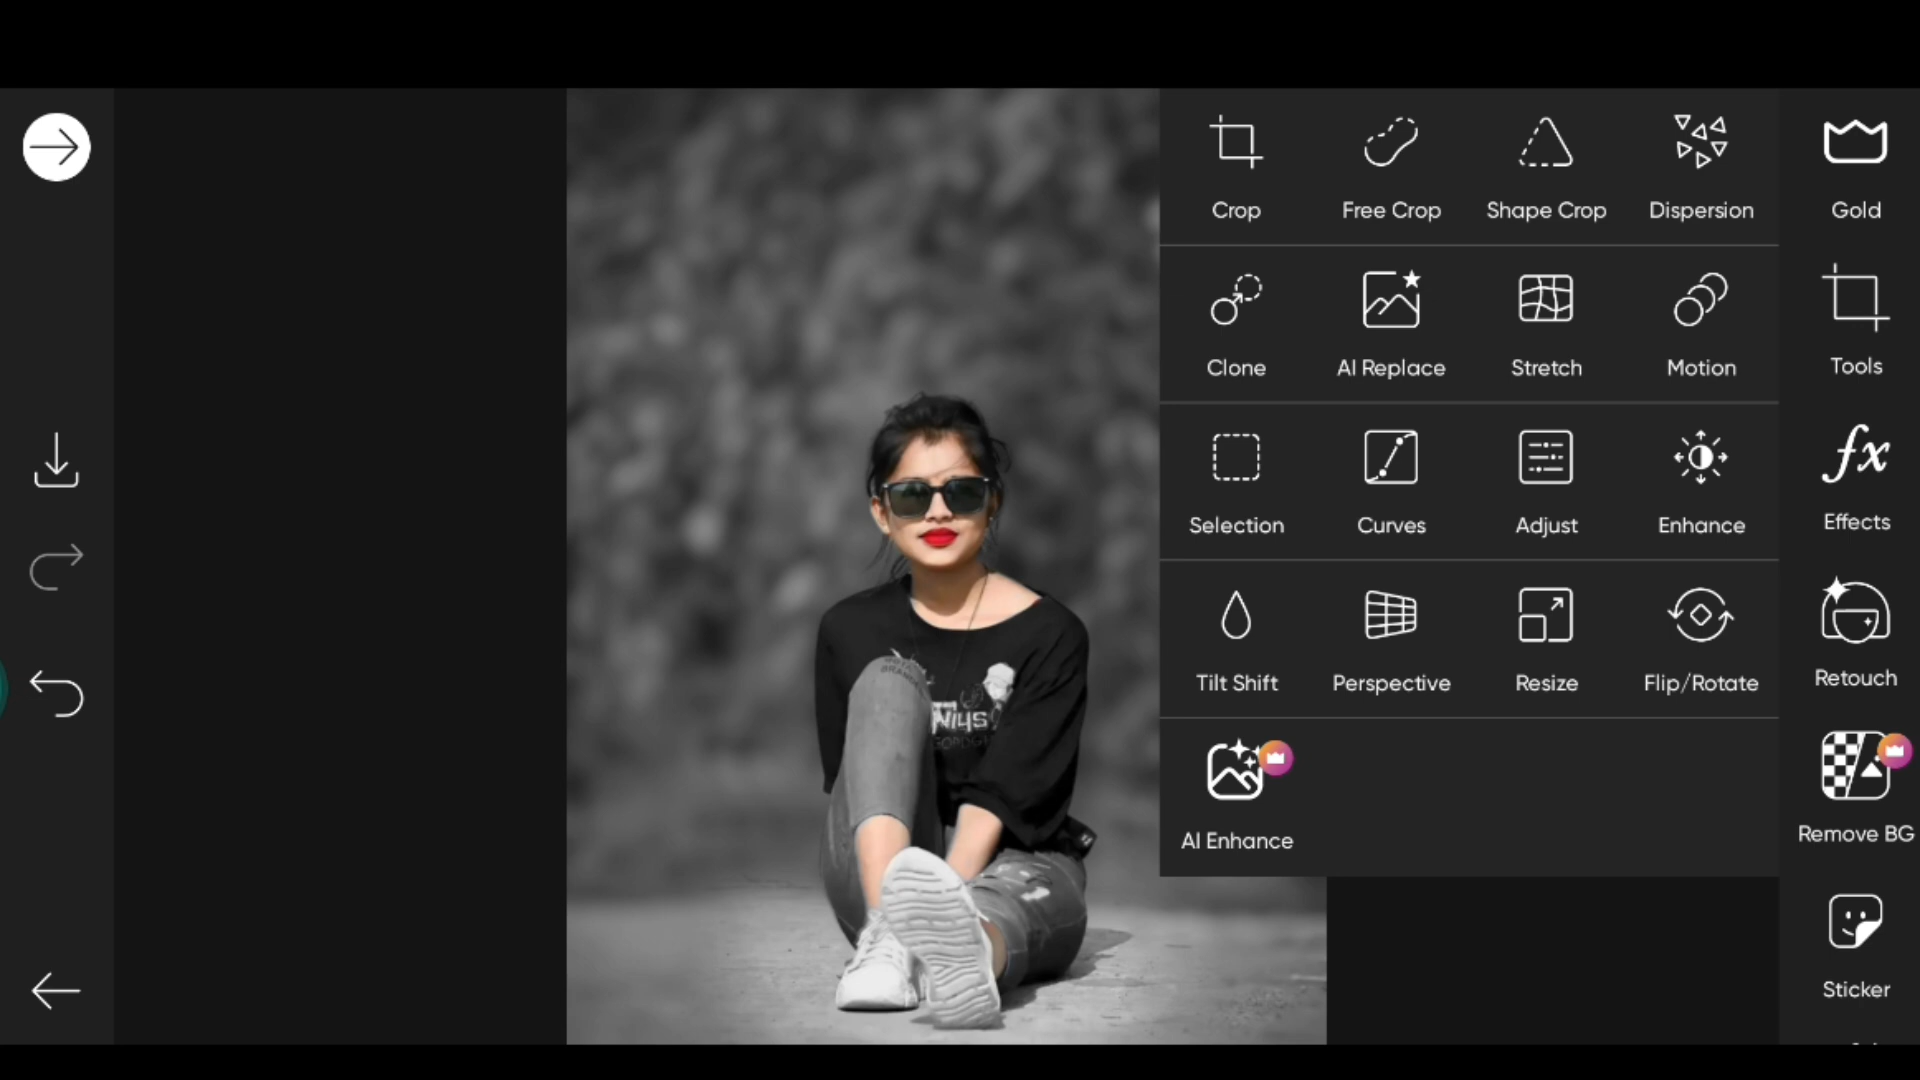 Crop Free Crop Shape Crop Dispersion
Gold
Clone AI Replace Stretch Motion
Tools
Selection Curves Adjust Enhance
fx
Effects
Tilt Shift Perspective Resize Flip/Rotate
Retouch
AI Enhance
Remove BG
Sticker